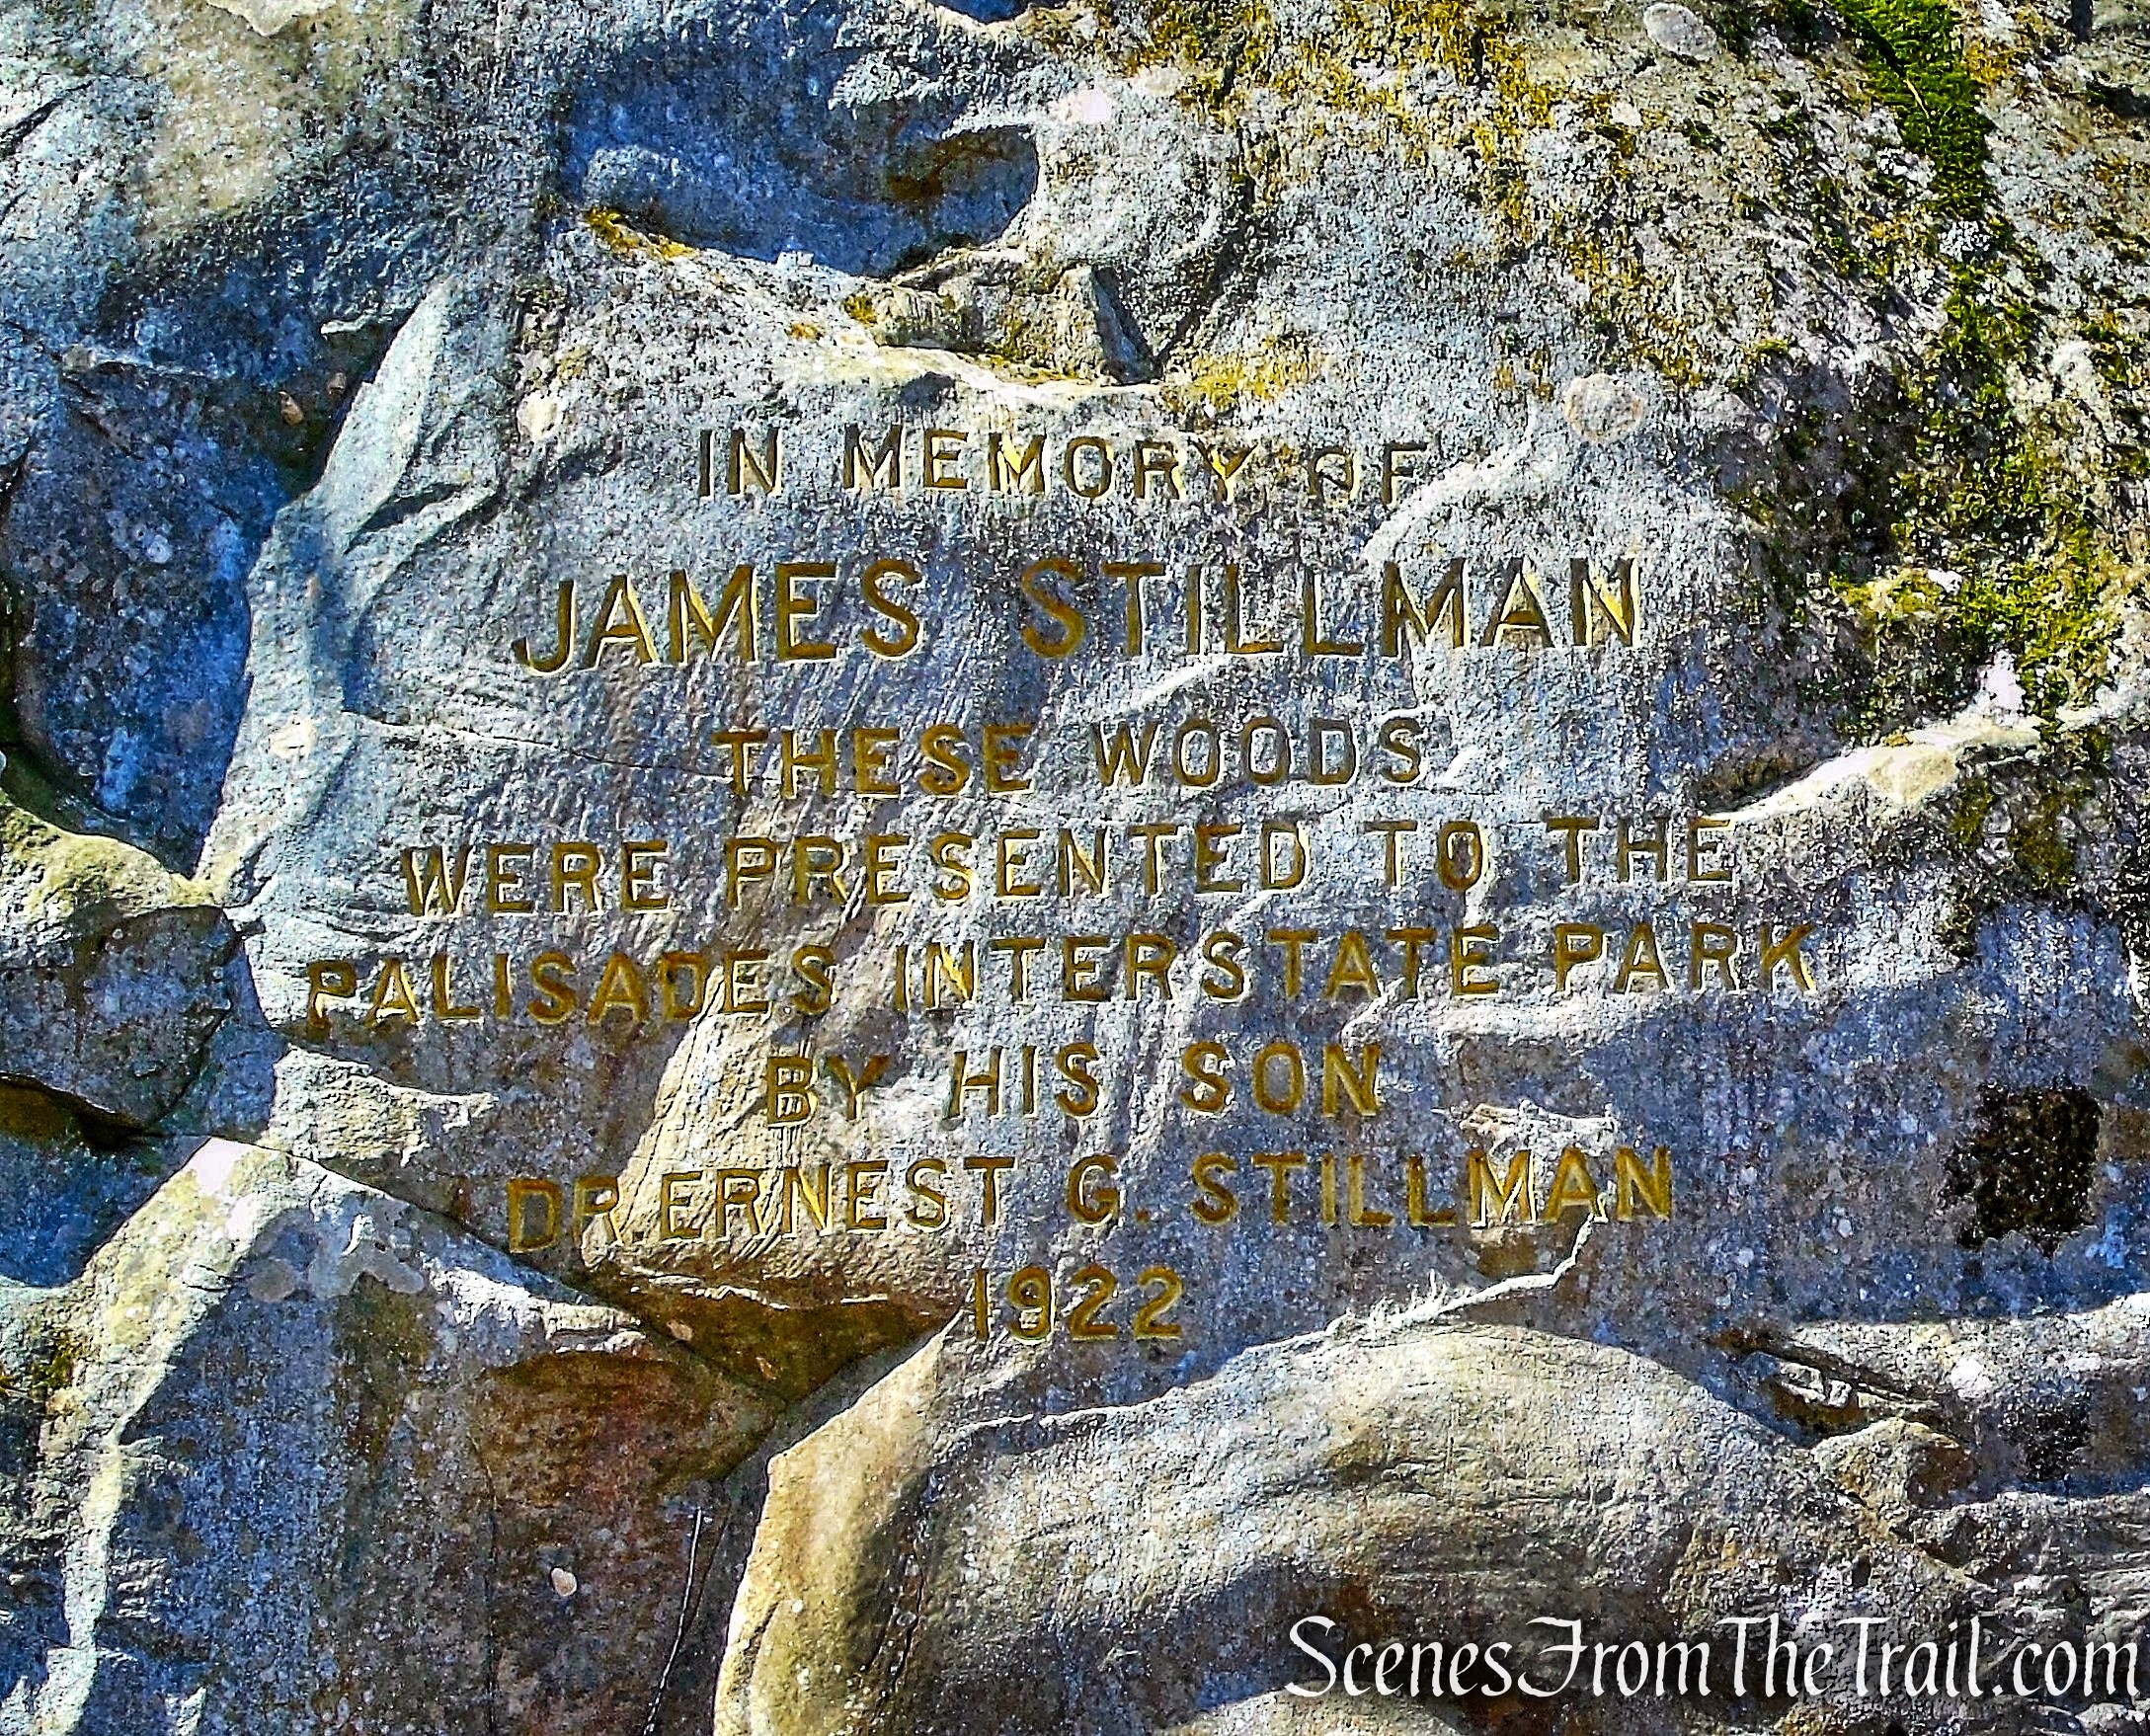 IN MEMORY OF
JAMES STILLMAN
THESE WOODS
WERE PRESENTED TO THE
PALISADES INTERSTATE PARK
BY HIS SON
DR. ERNEST G. STILLMAN
1922
ScenesFromTheTrail.com